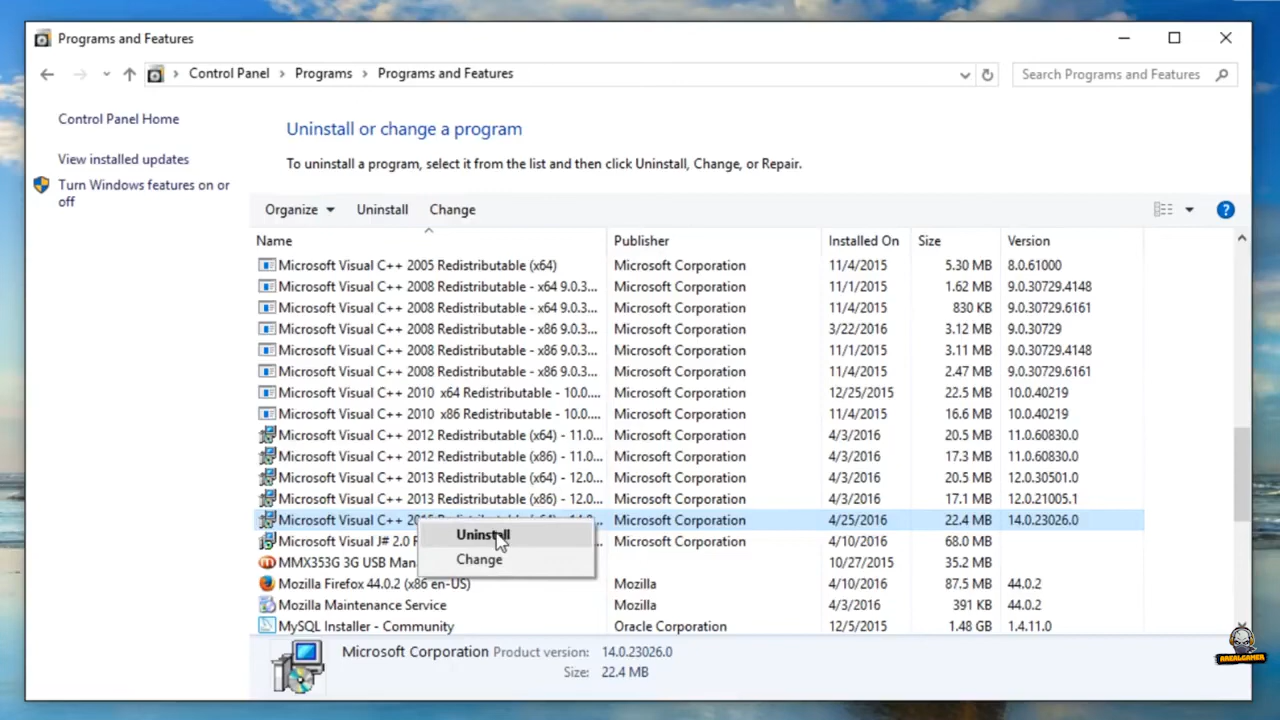 Programs and Features
Control Panel Programs Programs and Features
Search Programs and Features
Control Panel Home
View installed updates
Turn Windows features on or
off
Uninstall or change a program
To uninstall a program, select it from the list and then click Uninstall, Change, or Repair.
Organize Uninstall Change
Name Publisher Installed On Size Version
Microsoft Visual C++ 2005 Redistributable (x64) Microsoft Corporation 11/4/2015 5.30 MB 8.0.61000
Microsoft Visual C++ 2008 Redistributable - x64 9.0.3... Microsoft Corporation 11/1/2015 1.62 MB 9.0.30729.4148
Microsoft Visual C++ 2008 Redistributable - x64 9.0.3... Microsoft Corporation 11/4/2015 830 KB 9.0.30729.6161
Microsoft Visual C++ 2008 Redistributable - x86 9.0.3... Microsoft Corporation 3/22/2016 3.12 MB 9.0.30729
Microsoft Visual C++ 2008 Redistributable - x86 9.0.3... Microsoft Corporation 11/1/2015 3.11 MB 9.0.30729.4148
Microsoft Visual C++ 2008 Redistributable - x86 9.0.3... Microsoft Corporation 11/4/2015 2.47 MB 9.0.30729.6161
Microsoft Visual C++ 2010 x64 Redistributable - 10.0.... Microsoft Corporation 12/25/2015 22.5 MB 10.0.40219
Microsoft Visual C++ 2010 x86 Redistributable - 10.0.... Microsoft Corporation 11/4/2015 16.6 MB 10.0.40219
Microsoft Visual C++ 2012 Redistributable (x64) - 11.0... Microsoft Corporation 4/3/2016 20.5 MB 11.0.60830.0
Microsoft Visual C++ 2012 Redistributable (x86) - 11.0... Microsoft Corporation 4/3/2016 17.3 MB 11.0.60830.0
Microsoft Visual C++ 2013 Redistributable (x64) - 12.0... Microsoft Corporation 4/3/2016 20.5 MB 12.0.30501.0
Microsoft Visual C++ 2013 Redistributable (x86) - 12.0... Microsoft Corporation 4/3/2016 17.1 MB 12.0.21005.1
Microsoft Visual C++ Microsoft Corporation 4/25/2016 22.4 MB 14.0.23026.0
Uninstall
Microsoft Visual J# 2.0 Microsoft Corporation 4/10/2016 68.0 MB
Change
MMX353G 3G USB Man 10/27/2015 35.2 MB
Mozilla Firefox 44.0.2 (x86 en-US) Mozilla 4/10/2016 87.5 MB 44.0.2
Mozilla Maintenance Service Mozilla 4/3/2016 391 KB 44.0.2
MySQL Installer - Community Oracle Corporation 12/5/2015 1.48 GB 1.4.11.0
Microsoft Corporation Product version: 14.0.23026.0
Size: 22.4 MB
AREALGAMER